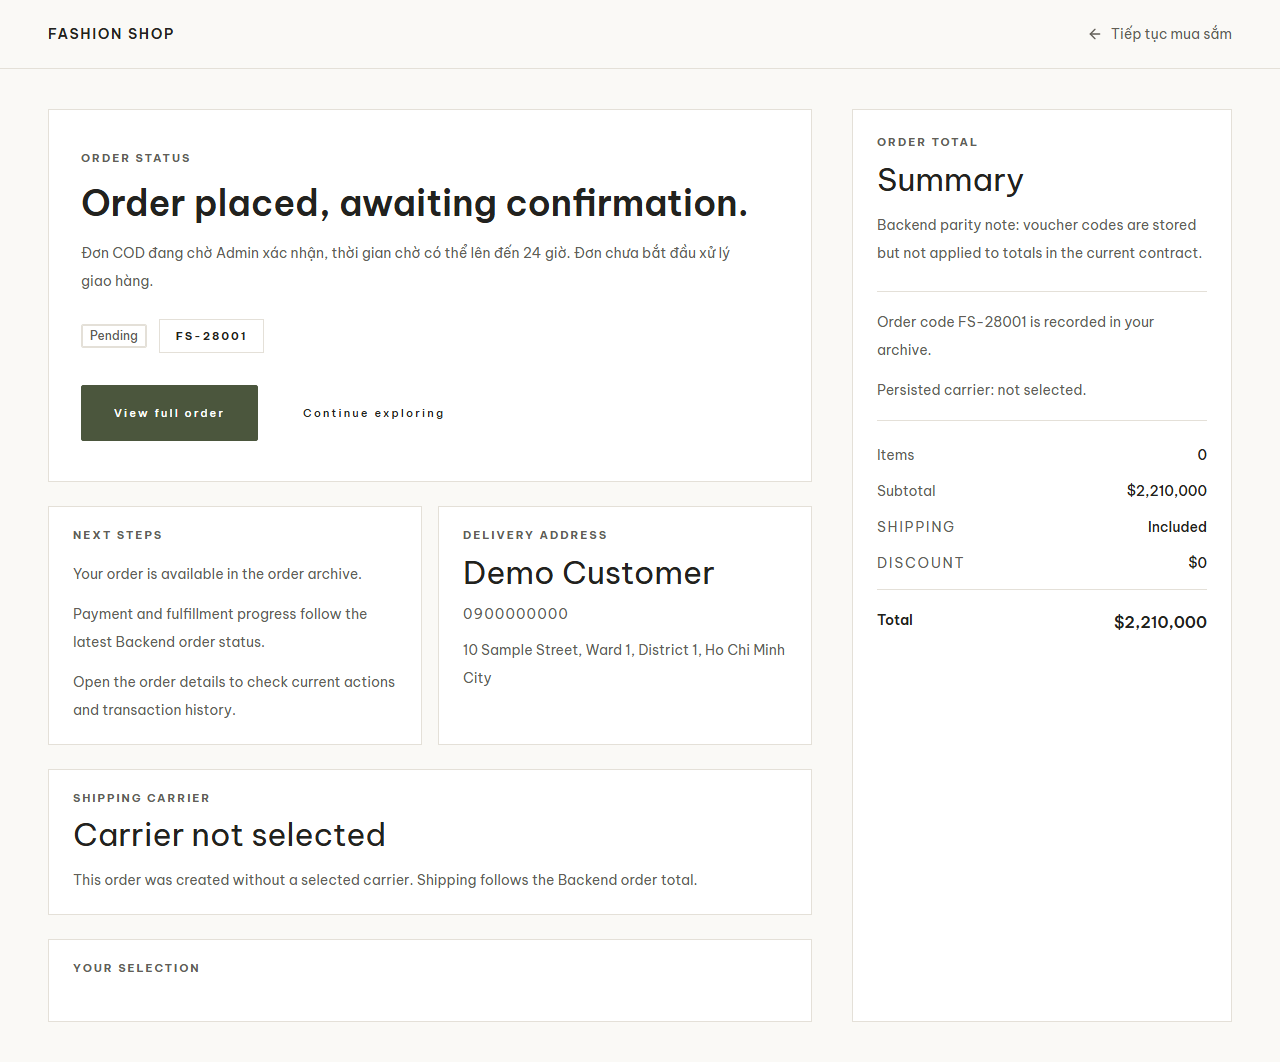 FASHION SHOP
← Tiếp tục mua sắm
ORDER STATUS
Order placed, awaiting confirmation.
Đơn COD đang chờ Admin xác nhận, thời gian chờ có thể lên đến 24 giờ. Đơn chưa bắt đầu xử lý
giao hàng.
Pending
FS-28001
View full order
Continue exploring
NEXT STEPS
Your order is available in the order archive.
Payment and fulfillment progress follow the
latest Backend order status.
Open the order details to check current actions
and transaction history.
DELIVERY ADDRESS
Demo Customer
0900000000
10 Sample Street, Ward 1, District 1, Ho Chi Minh
City
SHIPPING CARRIER
Carrier not selected
This order was created without a selected carrier. Shipping follows the Backend order total.
YOUR SELECTION
ORDER TOTAL
Summary
Backend parity note: voucher codes are stored
but not applied to totals in the current contract.
Order code FS-28001 is recorded in your
archive.
Persisted carrier: not selected.
Items 0
Subtotal $2,210,000
SHIPPING Included
DISCOUNT $0
Total $2,210,000